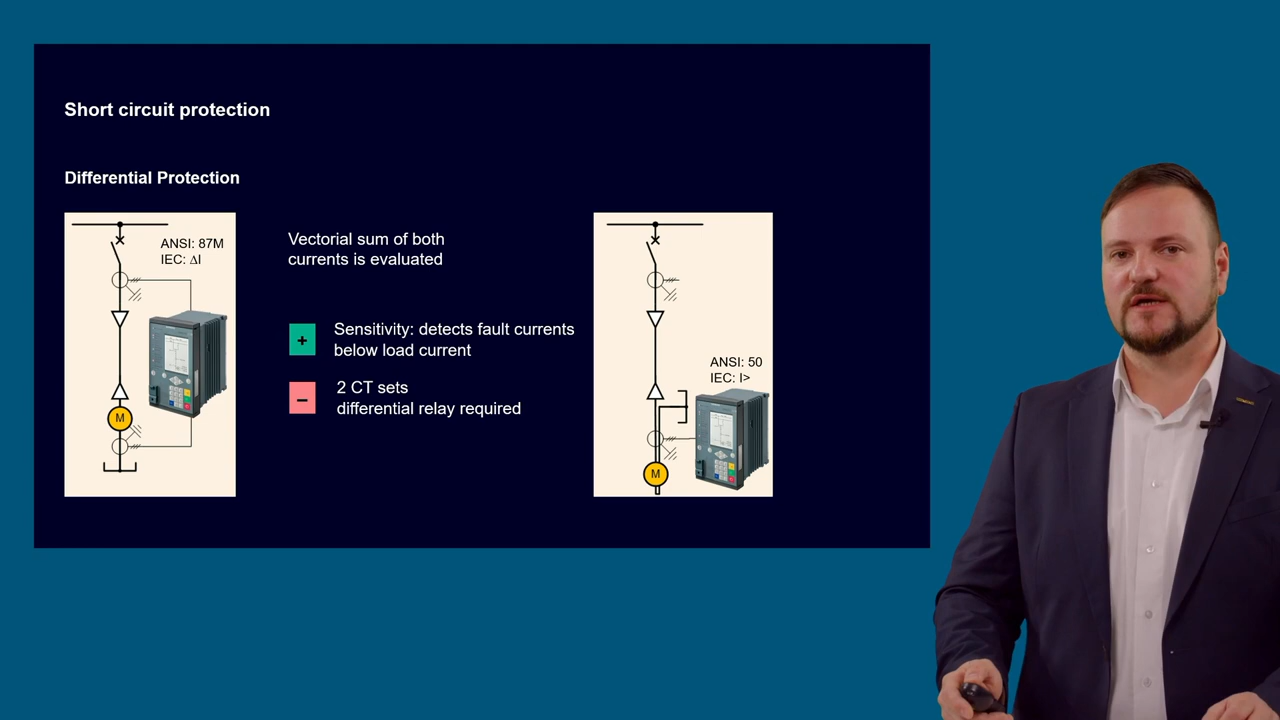 Short circuit protection
Differential Protection
ANSI: 87M
IEC: ΔI
M
Vectorial sum of both
currents is evaluated
+
Sensitivity: detects fault currents
below load current
–
2 CT sets
differential relay required
ANSI: 50
IEC: I>
M